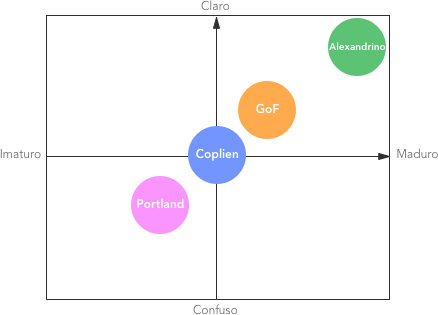 Claro
Alexandrino
GoF
Imaturo
Coplien
Maduro
Portland
Confuso